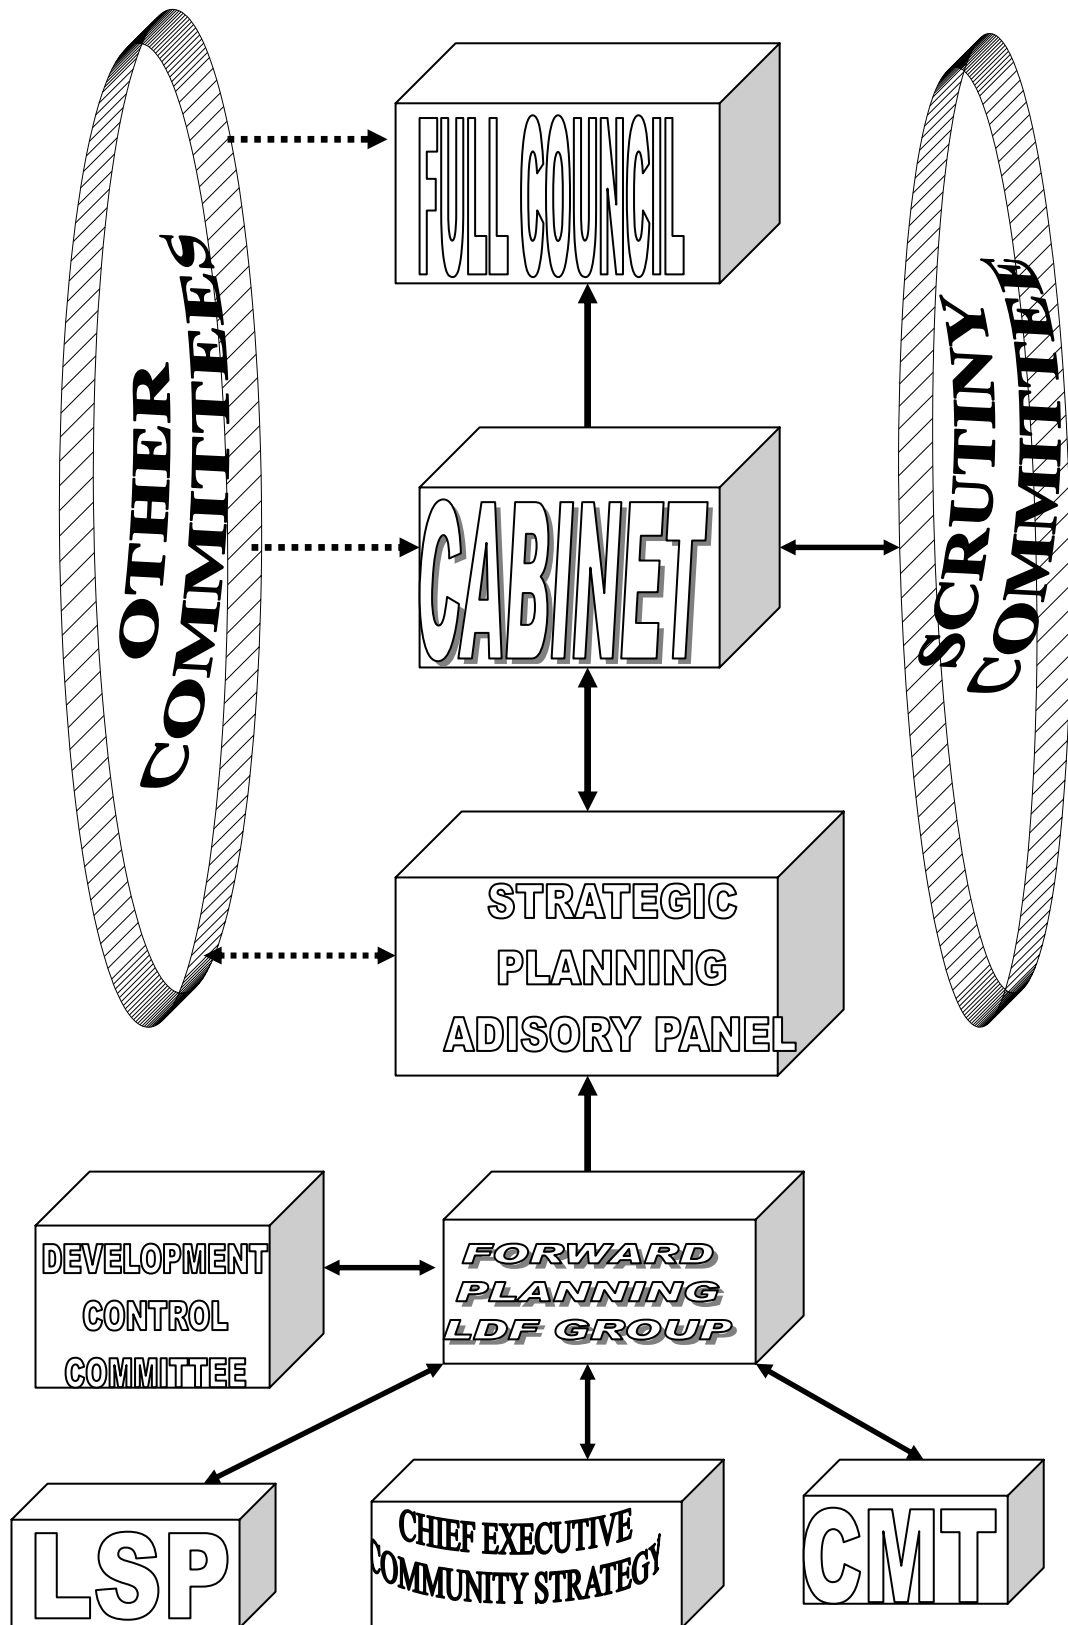 FULL COUNCIL
OTHER
COMMITTEES
SCRUTINY
COMMITTEE
CABINET
STRATEGIC
PLANNING
ADISORY PANEL
DEVELOPMENT
CONTROL
COMMITTEE
FORWARD
PLANNING
LDF GROUP
LSP
CHIEF EXECUTIVE
COMMUNITY STRATEGY
CMT